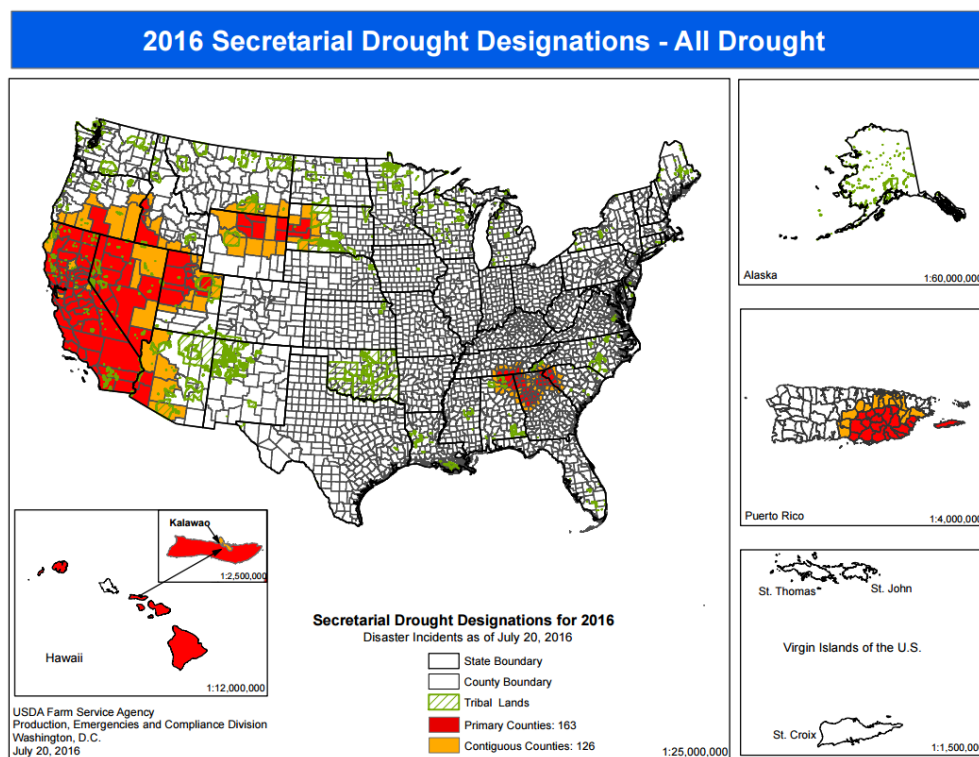 2016 Secretarial Drought Designations - All Drought
Alaska
1:60,000,000
Puerto Rico
1:4,000,000
Kalawao
1:2,500,000
Hawaii
1:12,000,000
St. Thomas
St. John
Virgin Islands of the U.S.
St. Croix
1:1,500,000
Secretarial Drought Designations for 2016
Disaster Incidents as of July 20, 2016
State Boundary
County Boundary
Tribal Lands
Primary Counties: 163
Contiguous Counties: 126
1:25,000,000
USDA Farm Service Agency
Production, Emergencies and Compliance Division
Washington, D.C.
July 20, 2016